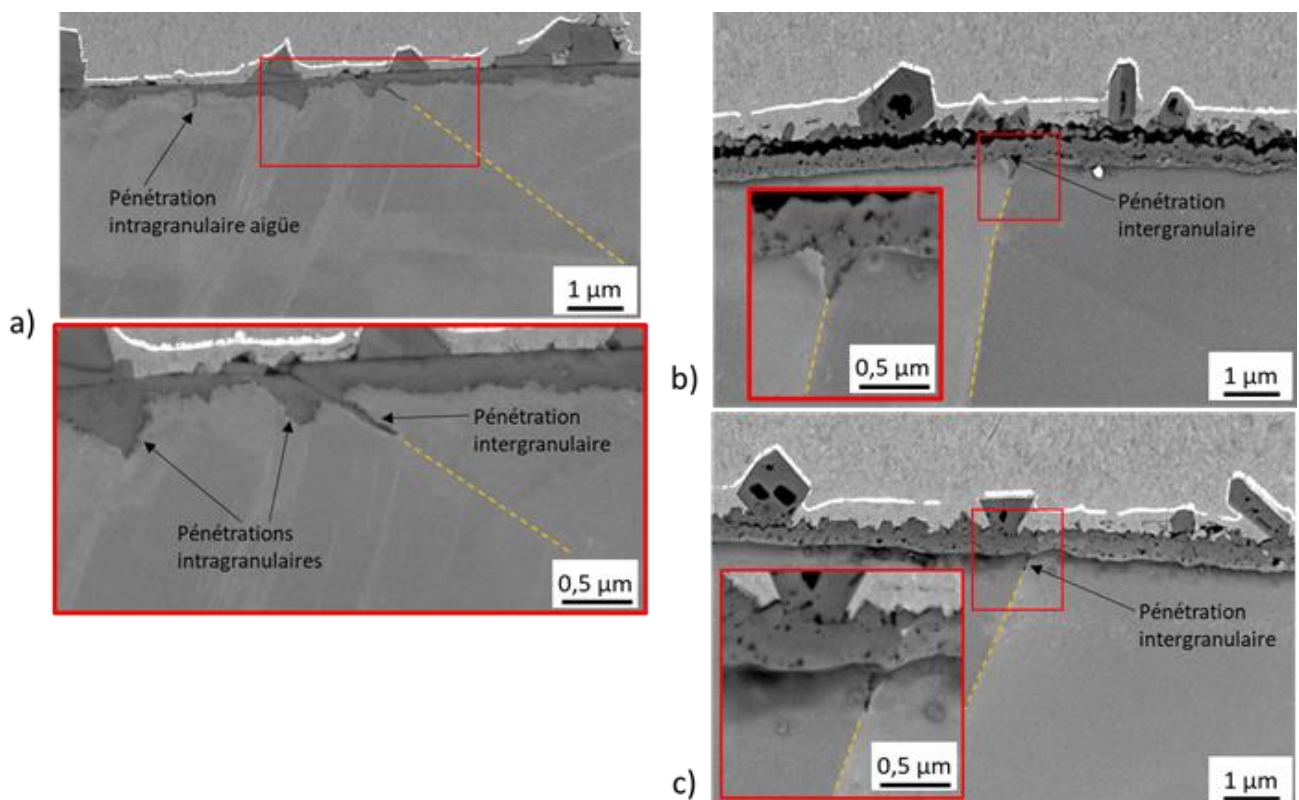 a)
Pénétration
intragranulaire aigüe
1 µm
Pénétration
intergranulaire
Pénétrations
intragranulaires
0,5 µm
b)
Pénétration
intergranulaire
0,5 µm
1 µm
c)
Pénétration
intergranulaire
0,5 µm
1 µm